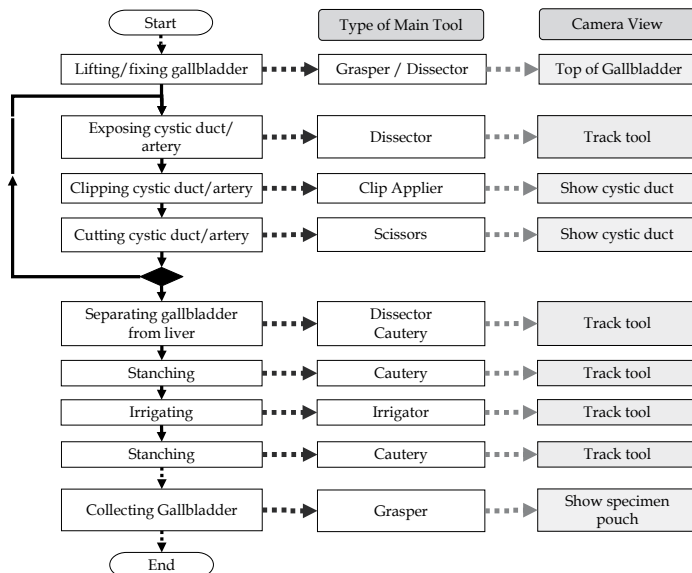 Start
Type of Main Tool
Camera View
Lifting/fixing gallbladder
Grasper / Dissector
Top of Gallbladder
Exposing cystic duct/
artery
Dissector
Track tool
Clipping cystic duct/artery
Clip Applier
Show cystic duct
Cutting cystic duct/artery
Scissors
Show cystic duct
Separating gallbladder
from liver
Dissector
Cautery
Track tool
Stanching
Cautery
Track tool
Irrigating
Irrigator
Track tool
Stanching
Cautery
Track tool
Collecting Gallbladder
Grasper
Show specimen
pouch
End